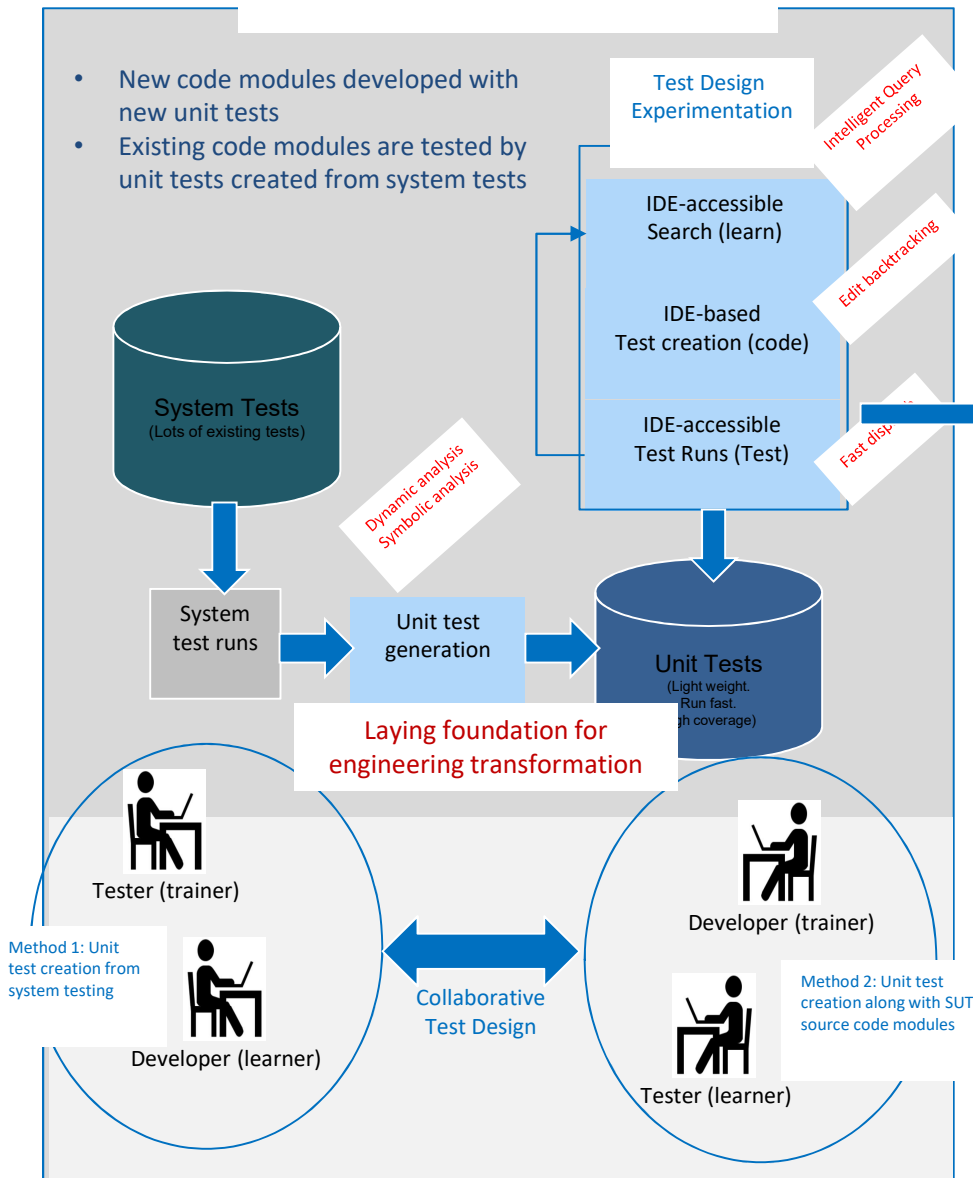 • New code modules developed with
new unit tests
• Existing code modules are tested by
unit tests created from system tests
Test Design
Experimentation
Intelligent Query
Processing
IDE-accessible
Search (learn)
Edit backtracking
IDE-based
Test creation (code)
System Tests
(Lots of existing tests)
IDE-accessible
Test Runs (Test)
Fast
Dynamic analysis
Symbolic analysis
System
test runs
Unit test
generation
Unit Tests
(Light weight.
Run fast.
coverage)
Laying foundation for
engineering transformation
Tester (trainer)
Developer (trainer)
Method 1: Unit
test creation from
system testing
Collaborative
Test Design
Method 2: Unit test
creation along with SUT
source code modules
Developer (learner)
Tester (learner)